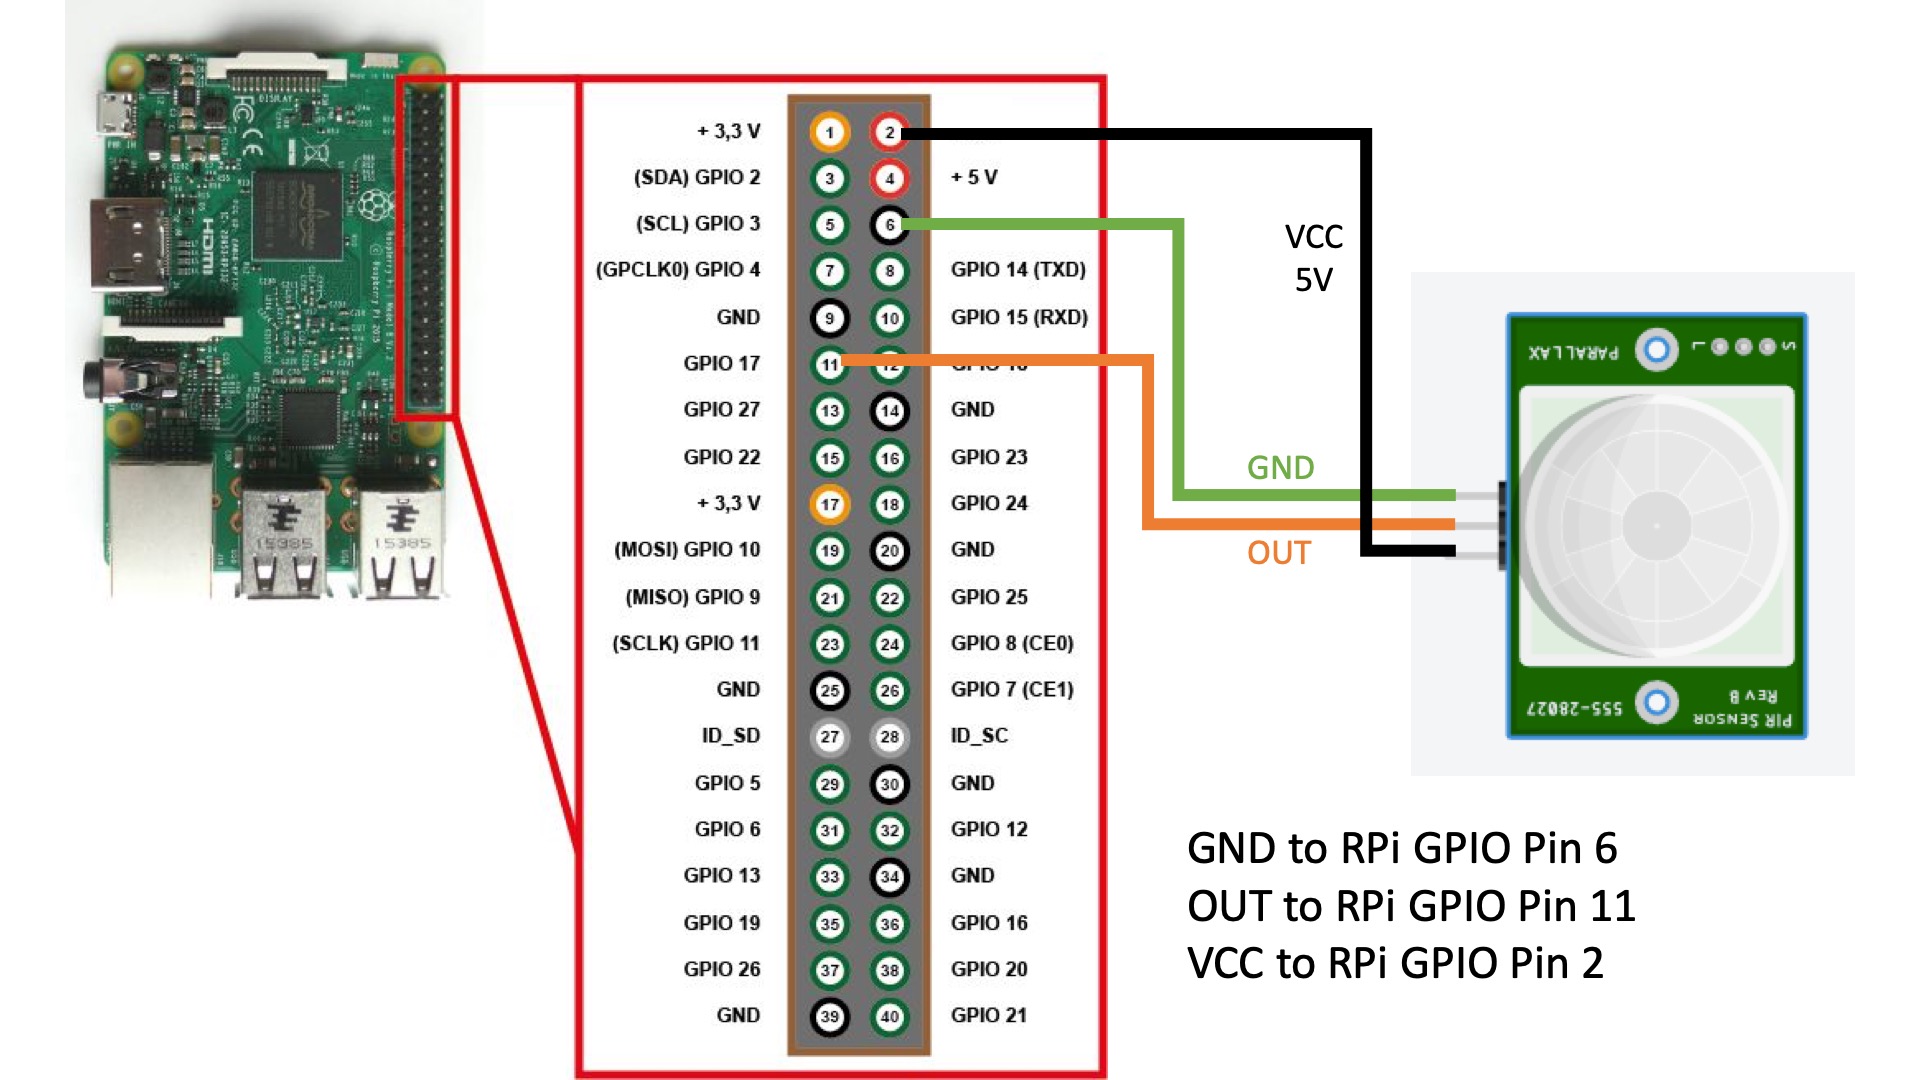 DISPLAY
HDMI
15385
15385
+ 3,3 V
1
2
(SDA) GPIO 2
3
4
+ 5 V
(SCL) GPIO 3
5
6
(GPCLK0) GPIO 4
7
8
GPIO 14 (TXD)
GND
9
10
GPIO 15 (RXD)
GPIO 17
11
12
GPIO 27
13
14
GND
GPIO 22
15
16
GPIO 23
+ 3,3 V
17
18
GPIO 24
(MOSI) GPIO 10
19
20
GND
(MISO) GPIO 9
21
22
GPIO 25
(SCLK) GPIO 11
23
24
GPIO 8 (CE0)
GND
25
26
GPIO 7 (CE1)
ID_SD
27
28
ID_SC
GPIO 5
29
30
GND
GPIO 6
31
32
GPIO 12
GPIO 13
33
34
GND
GPIO 19
35
36
GPIO 16
GPIO 26
37
38
GPIO 20
GND
39
40
GPIO 21
VCC
5V
GND
OUT
PARALLAX
L
S
555-28027
PIR SENSOR
REV B
GND to RPi GPIO Pin 6
OUT to RPi GPIO Pin 11
VCC to RPi GPIO Pin 2